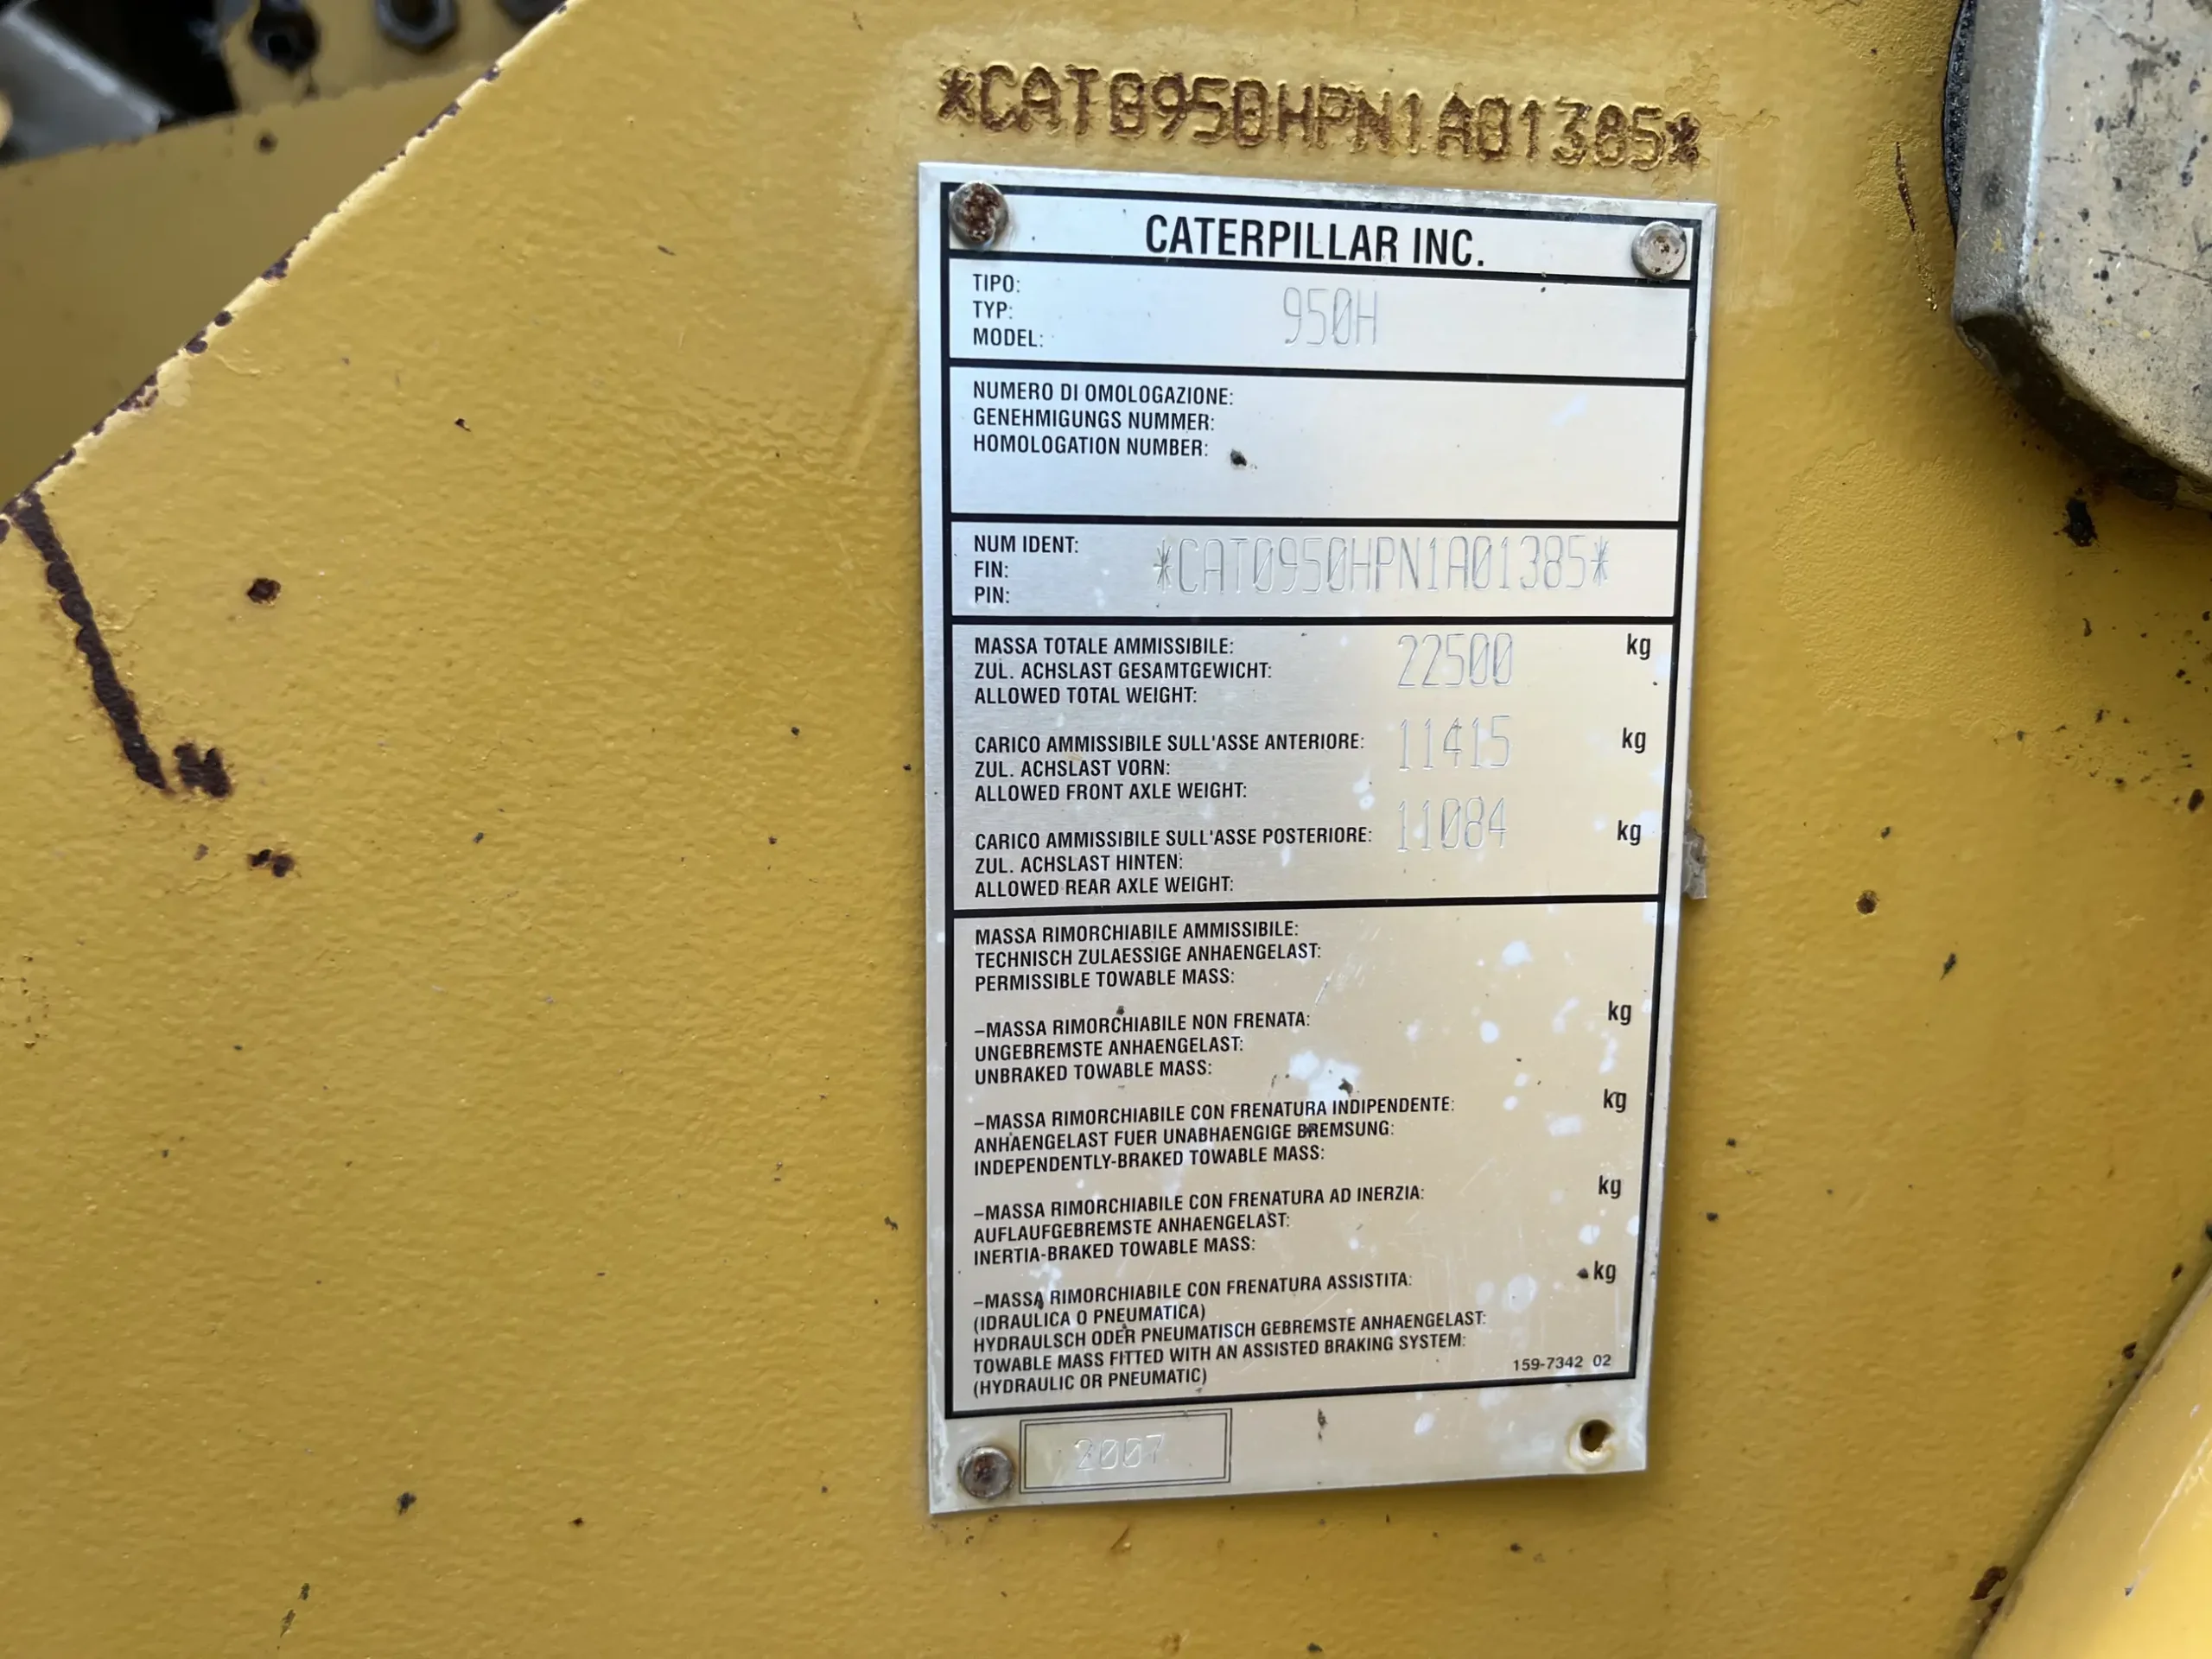 *CAT0950HPN1A01385*
CATERPILLAR INC.
TIPO:
TYP:
MODEL:
950H
NUMERO DI OMOLOGAZIONE:
GENEHMIGUNGS NUMMER:
HOMOLOGATION NUMBER:
NUM IDENT:
FIN:
PIN:
*CAT0950HPN1A01385*
MASSA TOTALE AMMISSIBILE:
ZUL. ACHSLAST GESAMTGEWICHT:
ALLOWED TOTAL WEIGHT:
22500 kg
CARICO AMMISSIBILE SULL'ASSE ANTERIORE:
ZUL. ACHSLAST VORN:
ALLOWED FRONT AXLE WEIGHT:
11415 kg
CARICO AMMISSIBILE SULL'ASSE POSTERIORE:
ZUL. ACHSLAST HINTEN:
ALLOWED REAR AXLE WEIGHT:
11084 kg
MASSA RIMORCHIABILE AMMISSIBILE:
TECHNISCH ZULAESSIGE ANHAENGELAST:
PERMISSIBLE TOWABLE MASS:
–MASSA RIMORCHIABILE NON FRENATA: kg
UNGEBREMSTE ANHAENGELAST:
UNBRAKED TOWABLE MASS:
–MASSA RIMORCHIABILE CON FRENATURA INDIPENDENTE: kg
ANHAENGELAST FUER UNABHAENGIGE BREMSUNG:
INDEPENDENTLY-BRAKED TOWABLE MASS:
–MASSA RIMORCHIABILE CON FRENATURA AD INERZIA: kg
AUFLAUFGEBREMSTE ANHAENGELAST:
INERTIA-BRAKED TOWABLE MASS:
–MASSA RIMORCHIABILE CON FRENATURA ASSISTITA: kg
(IDRAULICA O PNEUMATICA)
HYDRAULSCH ODER PNEUMATISCH GEBREMSTE ANHAENGELAST:
TOWABLE MASS FITTED WITH AN ASSISTED BRAKING SYSTEM:
(HYDRAULIC OR PNEUMATIC)
159-7342 02
2007